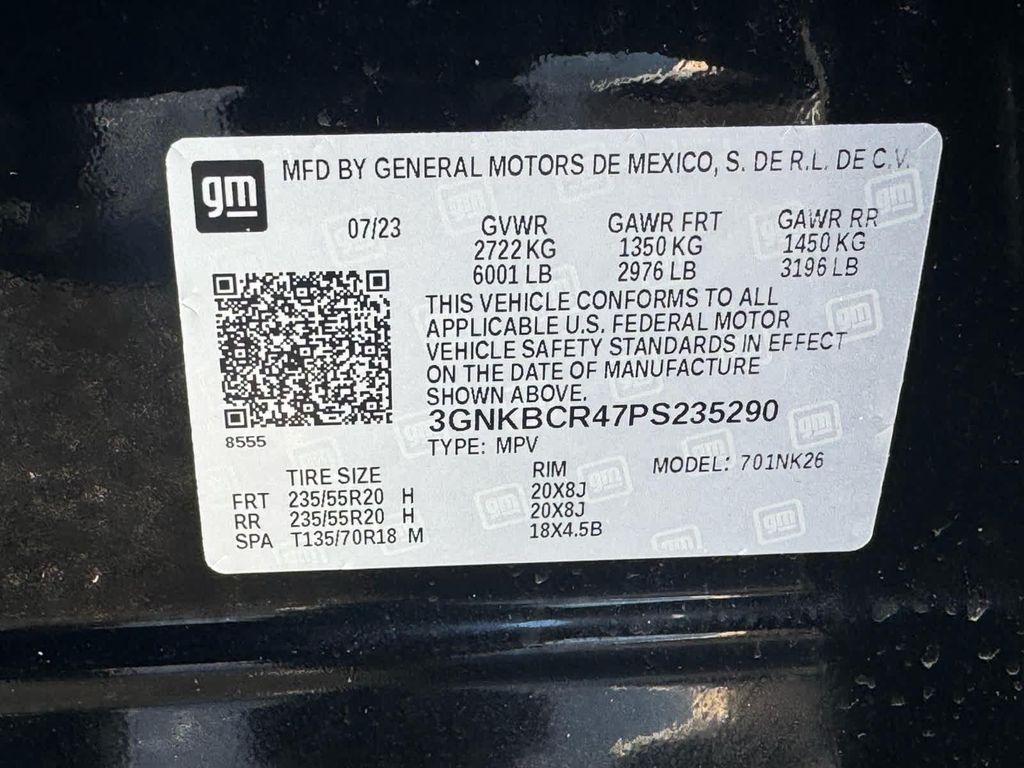 gm MFD BY GENERAL MOTORS DE MEXICO, S. DE R.L. DE C.V.
07/23 GVWR GAWR FRT GAWR RR
2722 KG 1350 KG 1450 KG
6001 LB 2976 LB 3196 LB
THIS VEHICLE CONFORMS TO ALL
APPLICABLE U.S. FEDERAL MOTOR
VEHICLE SAFETY STANDARDS IN EFFECT
ON THE DATE OF MANUFACTURE
SHOWN ABOVE.
3GNKBCR47PS235290
8555
TYPE: MPV
TIRE SIZE RIM MODEL: 701NK26
FRT 235/55R20 H 20X8J
RR 235/55R20 H 20X8J
SPA T135/70R18 M 18X4.5B